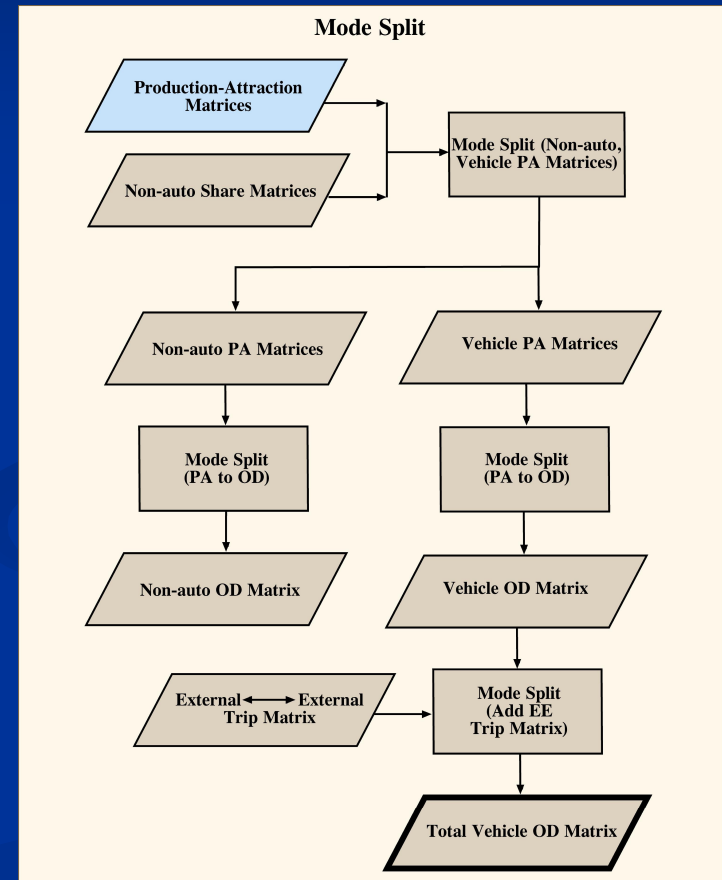 Mode Split
Production-Attraction
Matrices
Mode Split (Non-auto,
Vehicle PA Matrices)
Non-auto Share Matrices
Non-auto PA Matrices
Vehicle PA Matrices
Mode Split
(PA to OD)
Mode Split
(PA to OD)
Non-auto OD Matrix
Vehicle OD Matrix
External External
Trip Matrix
Mode Split
(Add EE
Trip Matrix)
Total Vehicle OD Matrix